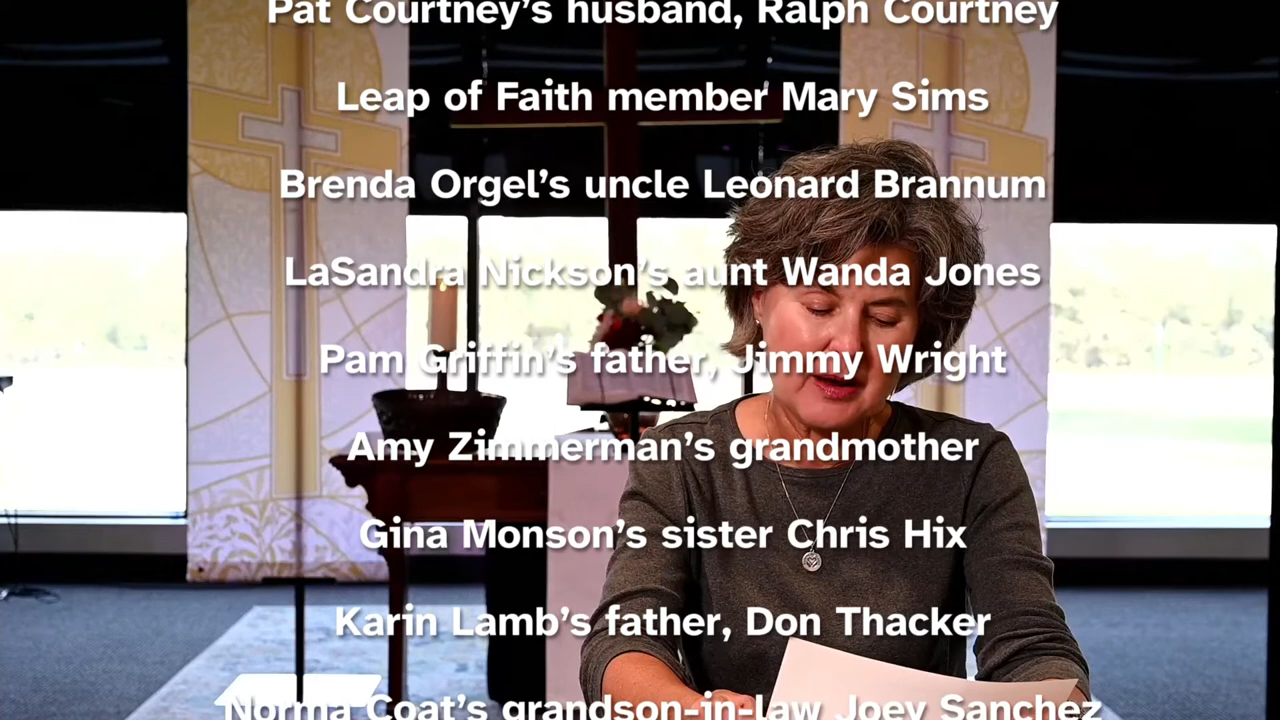 Pat Courtney’s husband, Ralph Courtney
Leap of Faith member Mary Sims
Brenda Orgel’s uncle Leonard Brannum
LaSandra Nickson’s aunt Wanda Jones
Pam Griffin’s father, Jimmy Wright
Amy Zimmerman’s grandmother
Gina Monson’s sister Chris Hix
Karin Lamb’s father, Don Thacker
Norma Coat’s grandson-in-law Joey Sanchez